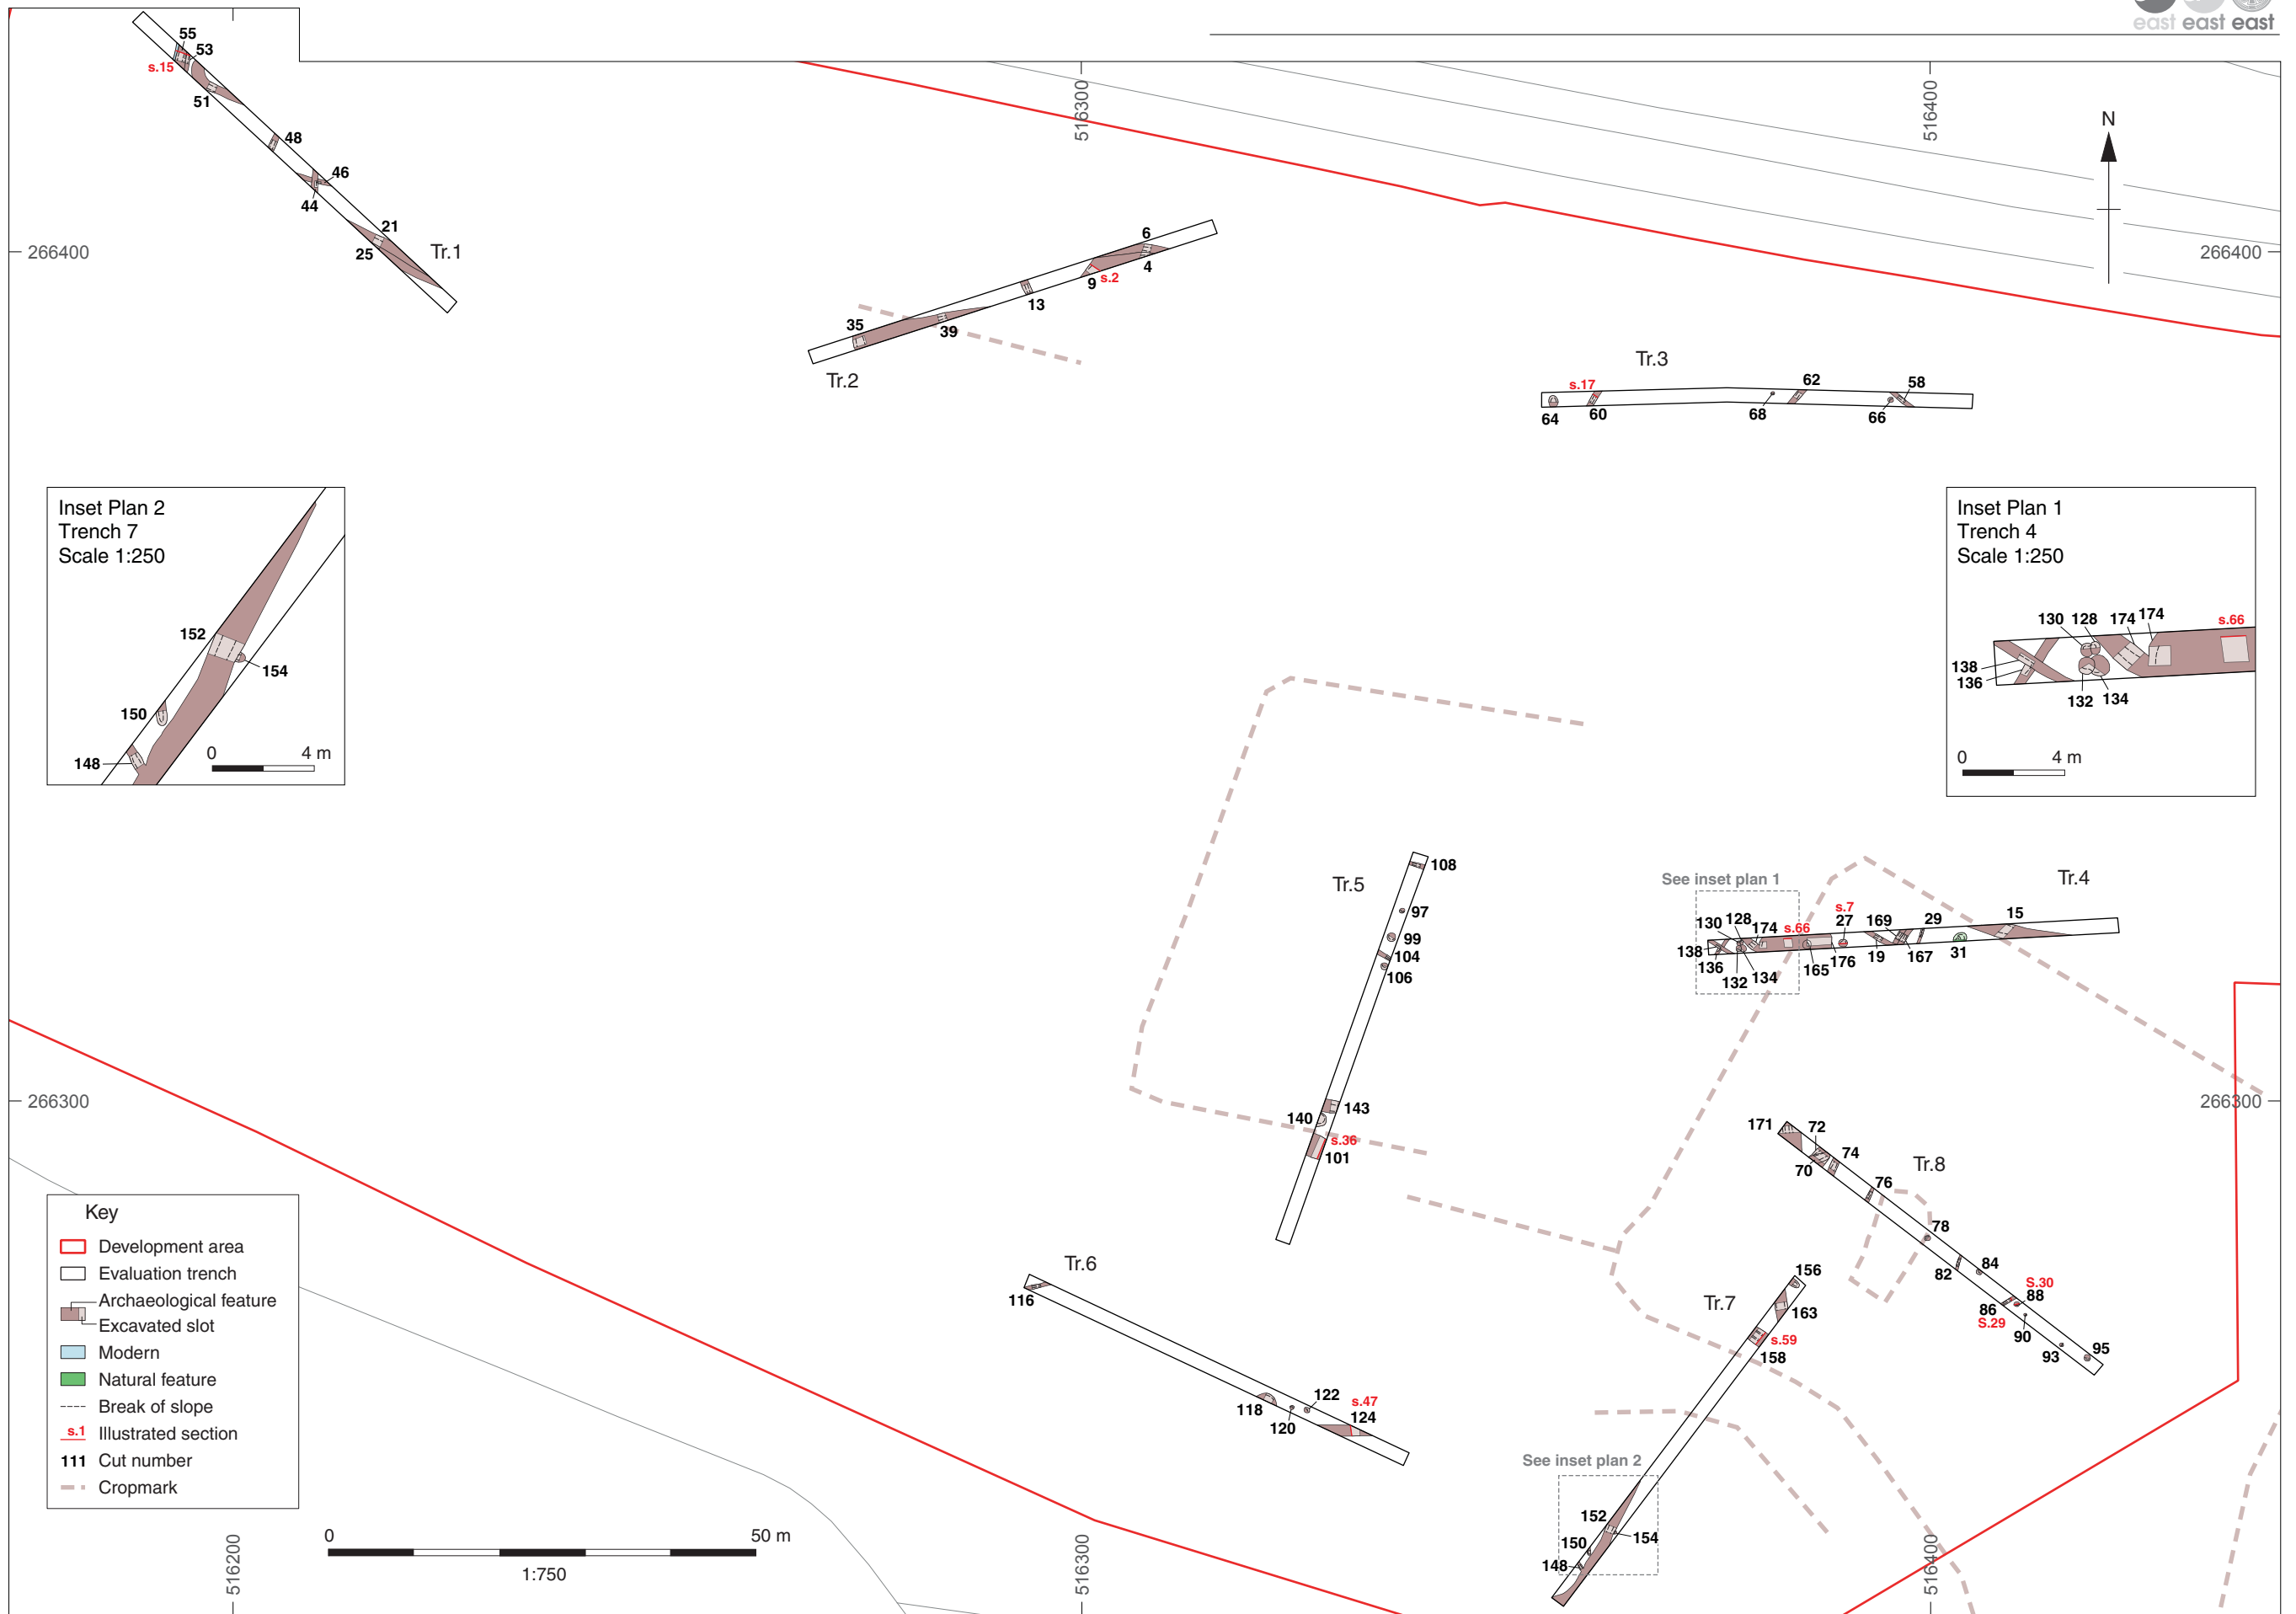 east east east
516300
516400
N
266400
266400
55
53
s.15
51
48
46
44
21
25
Tr.1
6
4
9
s.2
13
35
39
Tr.2
Tr.3
s.17
62
58
64
60
68
66
Inset Plan 2
Trench 7
Scale 1:250
152
154
150
148
0 4 m
Inset Plan 1
Trench 4
Scale 1:250
130 128 174 174
s.66
138
136
132 134
0 4 m
Tr.5
108
97
99
104
106
140
143
s.36
101
See inset plan 1
Tr.4
s.7
130 128 174
s.66
27
169
29
15
138
136
132
134
165
176
19
167
31
266300
266300
171
72
74
70
Tr.8
76
78
82
84
S.30
88
86
S.29
90
93
95
Tr.6
116
118
120
122
s.47
124
Tr.7
156
163
s.59
158
See inset plan 2
152
154
150
148
Key
Development area
Evaluation trench
Archaeological feature
Excavated slot
Modern
Natural feature
Break of slope
s.1 Illustrated section
111 Cut number
Cropmark
0 50 m
1:750
516200
516300
516400